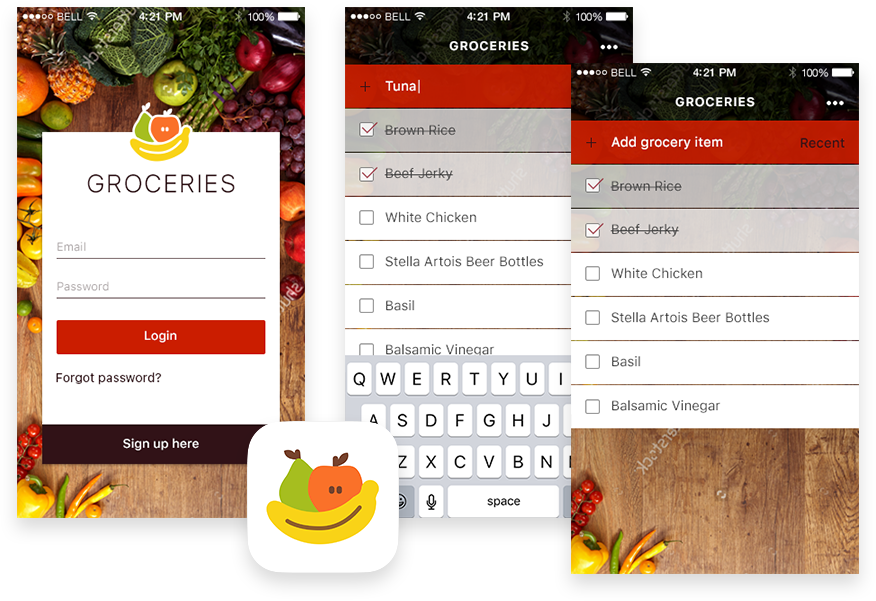 BELL 4:21 PM 100%
GROCERIES
Email
Password
Login
Forgot password?
Sign up here
BELL 4:21 PM 100%
GROCERIES
+ Tuna
Brown Rice
Beef Jerky
White Chicken
Stella Artois Beer Bottles
Basil
Balsamic Vinegar
Q W E R T Y U I
A S D F G H J
Z X C V B N
space
BELL 4:21 PM 100%
GROCERIES
+ Add grocery item Recent
Brown Rice
Beef Jerky
White Chicken
Stella Artois Beer Bottles
Basil
Balsamic Vinegar